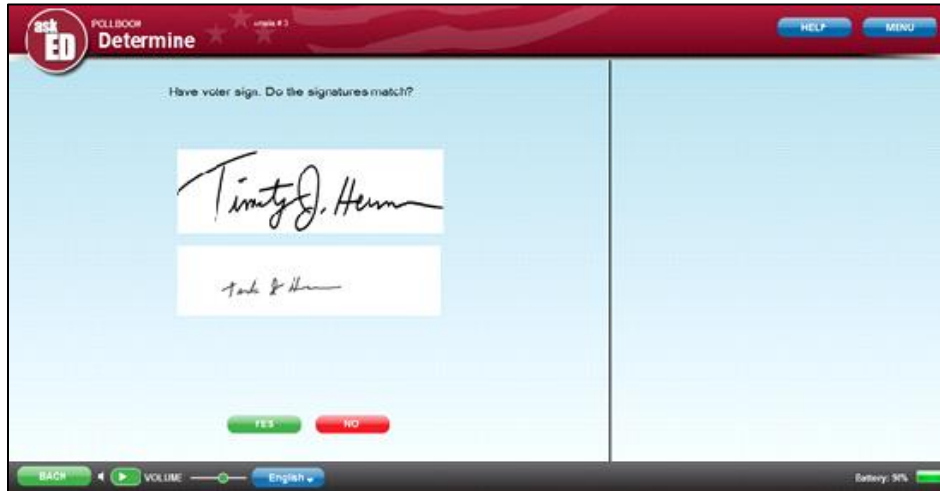 ask ED
POLLBOOK
Determine
HELP
MENU
Have voter sign. Do the signatures match?
J. Herman
YES
NO
BACK
VOLUME
English
Battery: 98%